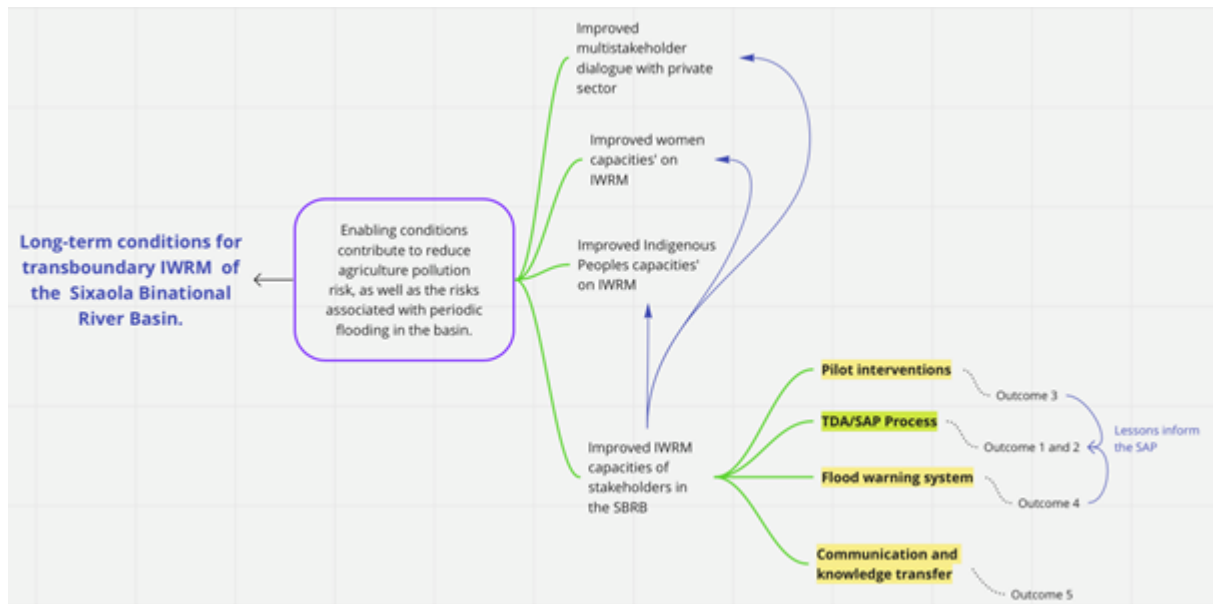 Improved
multistakeholder
dialogue with private
sector
Improved women
capacities' on
IWRM
Improved Indigenous
Peoples capacities'
on IWRM
Enabling conditions
contribute to reduce
agriculture pollution
risk, as well as the risks
associated with periodic
flooding in the basin.
Long-term conditions for
transboundary IWRM of
the Sixaola Binational
River Basin.
Improved IWRM
capacities of
stakeholders in
the SBRB
Pilot interventions
Outcome 3
TDA/SAP Process
Outcome 1 and 2
Lessons inform
the SAP
Flood warning system
Outcome 4
Communication and
knowledge transfer
Outcome 5